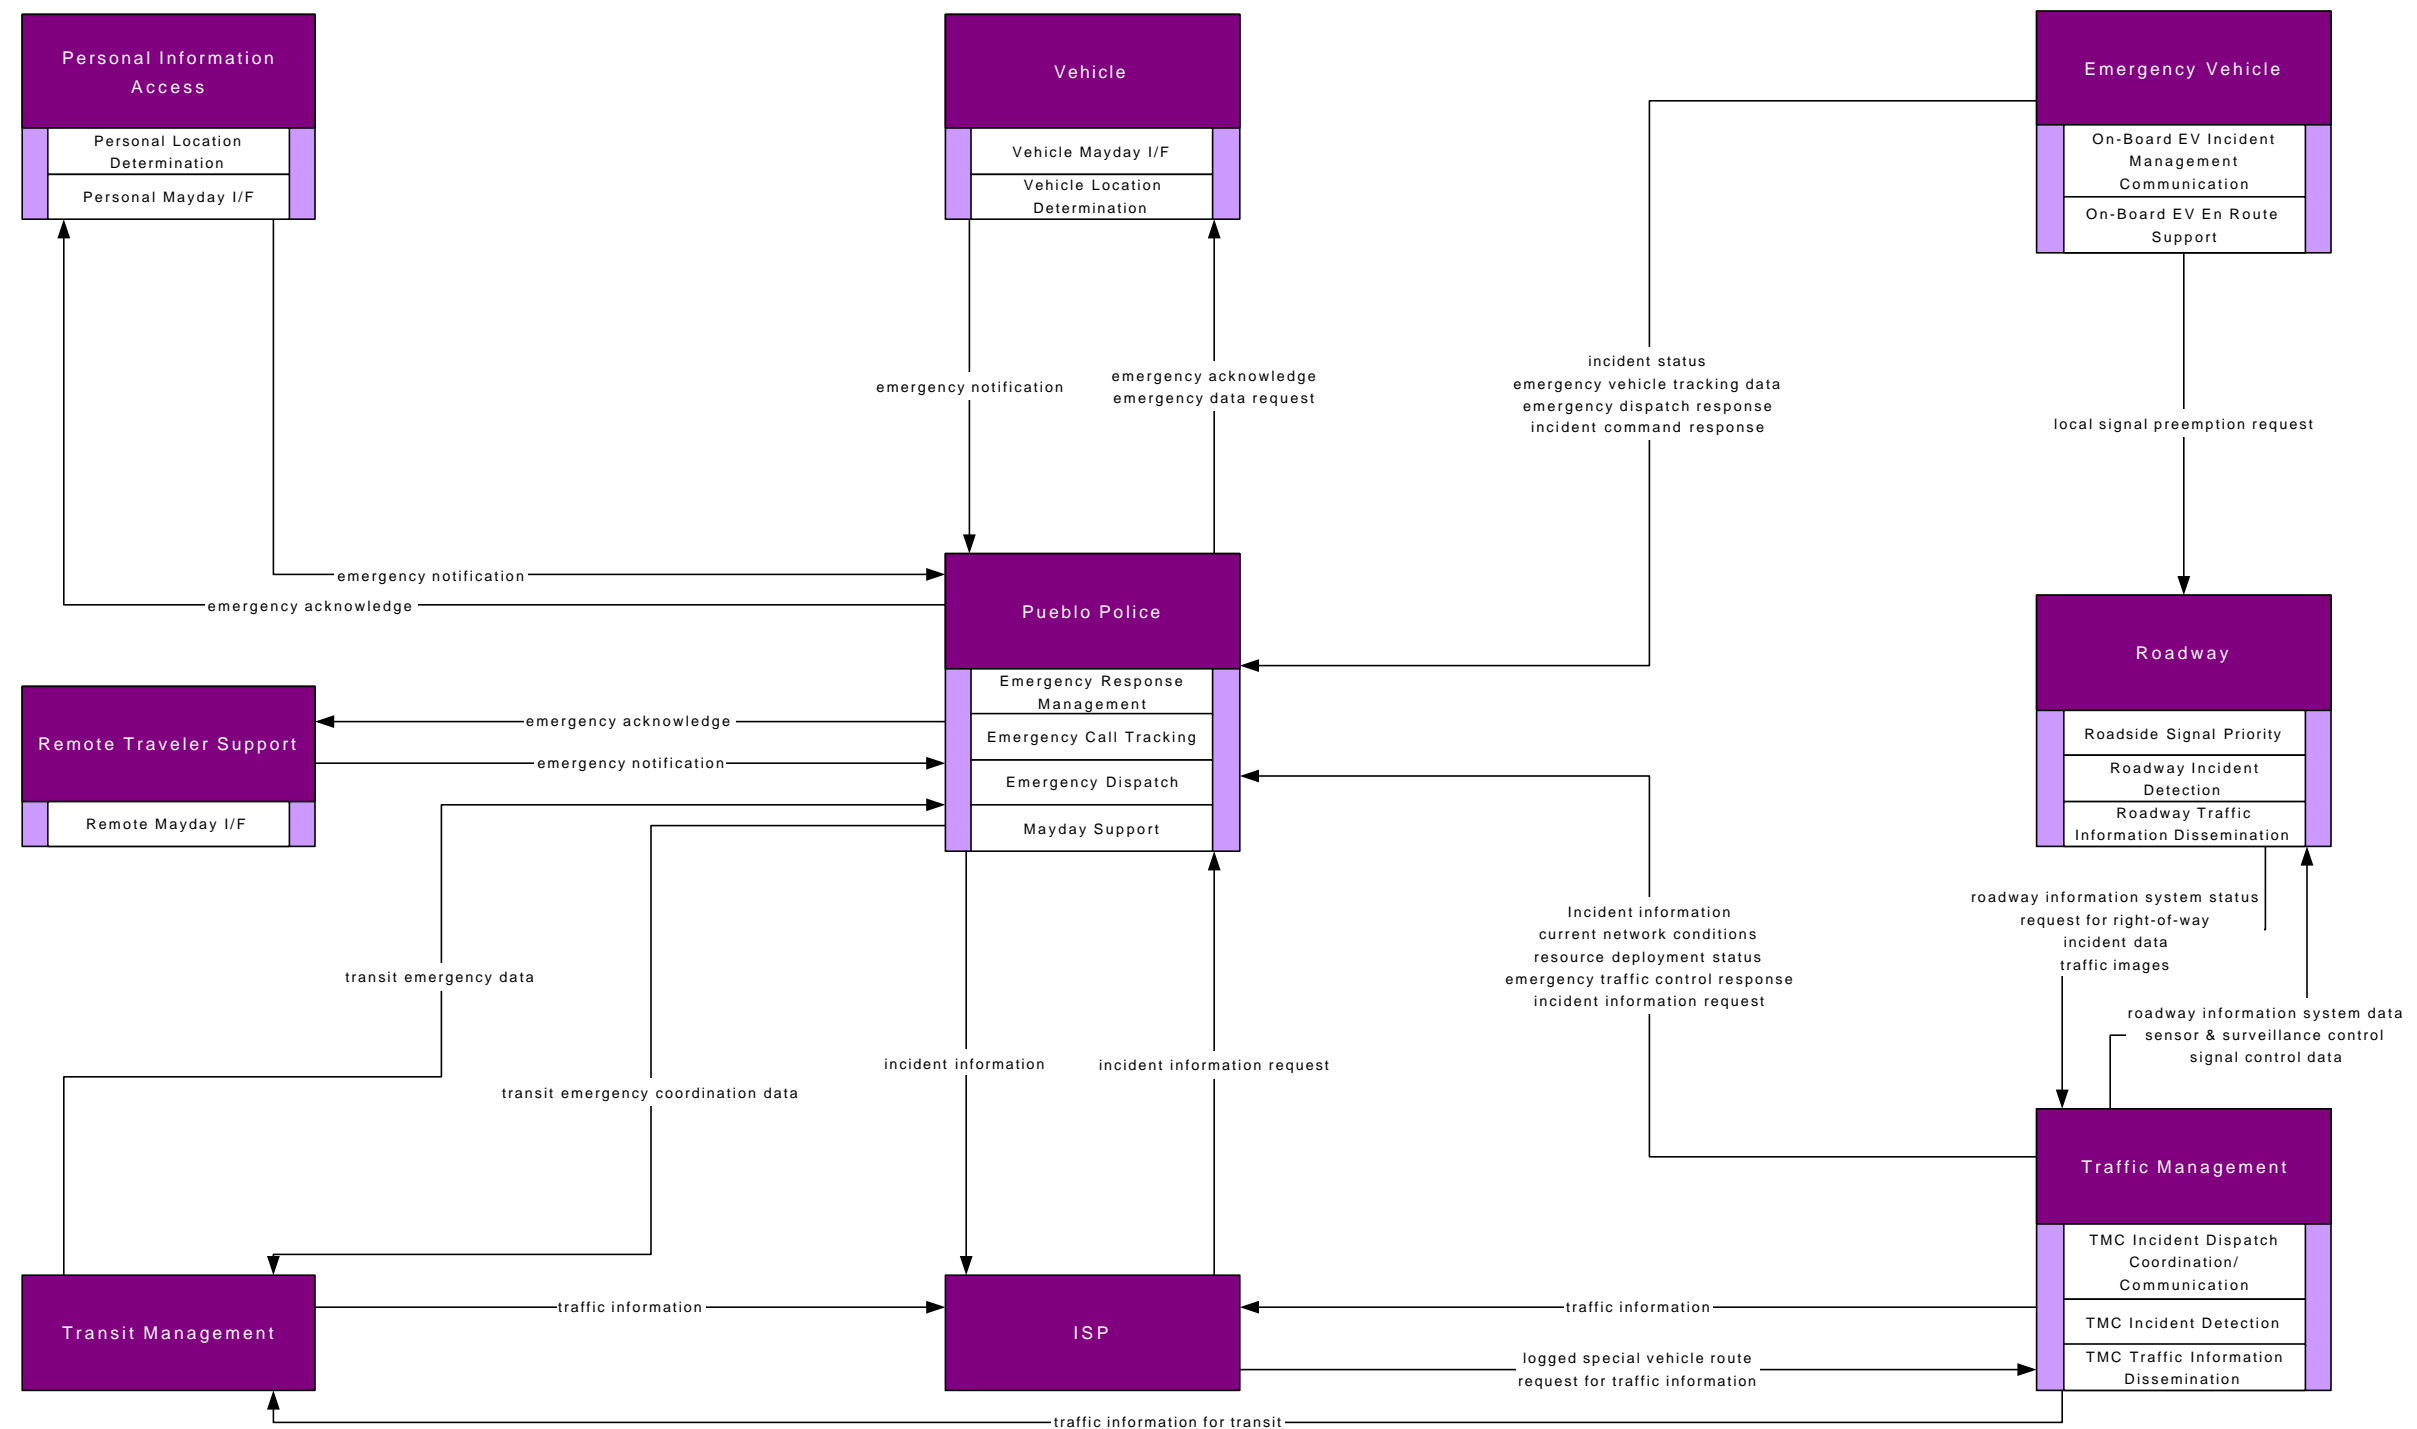 Personal Information
Access
Personal Location
Determination
Personal Mayday I/F
Vehicle
Vehicle Mayday I/F
Vehicle Location
Determination
Emergency Vehicle
On-Board EV Incident
Management
Communication
On-Board EV En Route
Support
emergency notification
emergency acknowledge
emergency data request
incident status
emergency vehicle tracking data
emergency dispatch response
incident command response
local signal preemption request
emergency notification
emergency acknowledge
Pueblo Police
Emergency Response
Management
Emergency Call Tracking
Emergency Dispatch
Mayday Support
Roadway
Roadside Signal Priority
Roadway Incident
Detection
Roadway Traffic
Information Dissemination
Remote Traveler Support
Remote Mayday I/F
emergency acknowledge
emergency notification
transit emergency data
transit emergency coordination data
incident information
incident information request
Incident information
current network conditions
resource deployment status
emergency traffic control response
incident information request
roadway information system status
request for right-of-way
incident data
traffic images
roadway information system data
sensor & surveillance control
signal control data
Traffic Management
TMC Incident Dispatch
Coordination/
Communication
TMC Incident Detection
TMC Traffic Information
Dissemination
Transit Management
traffic information
ISP
traffic information
logged special vehicle route
request for traffic information
traffic information for transit